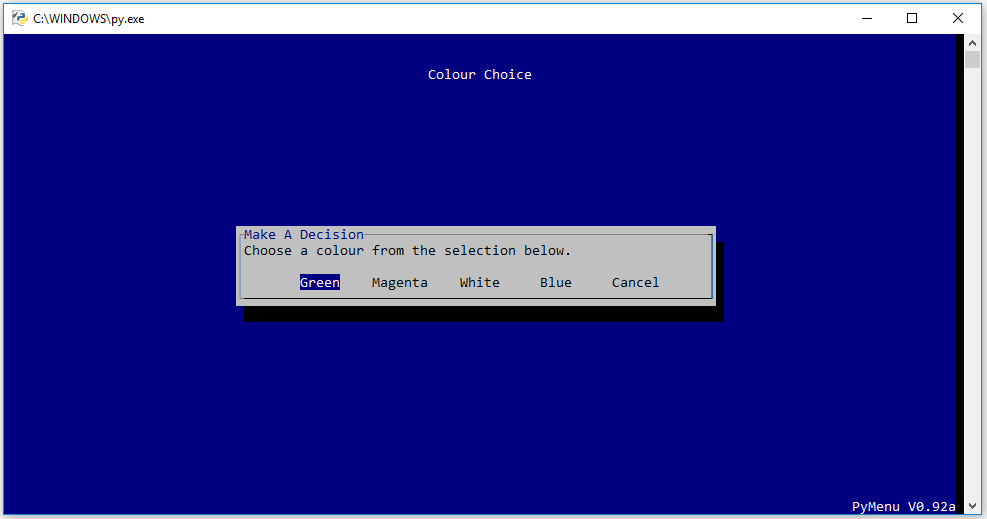 C:\WINDOWS\py.exe
Colour Choice
Make A Decision
Choose a colour from the selection below.
Green Magenta White Blue Cancel
PyMenu V0.92a